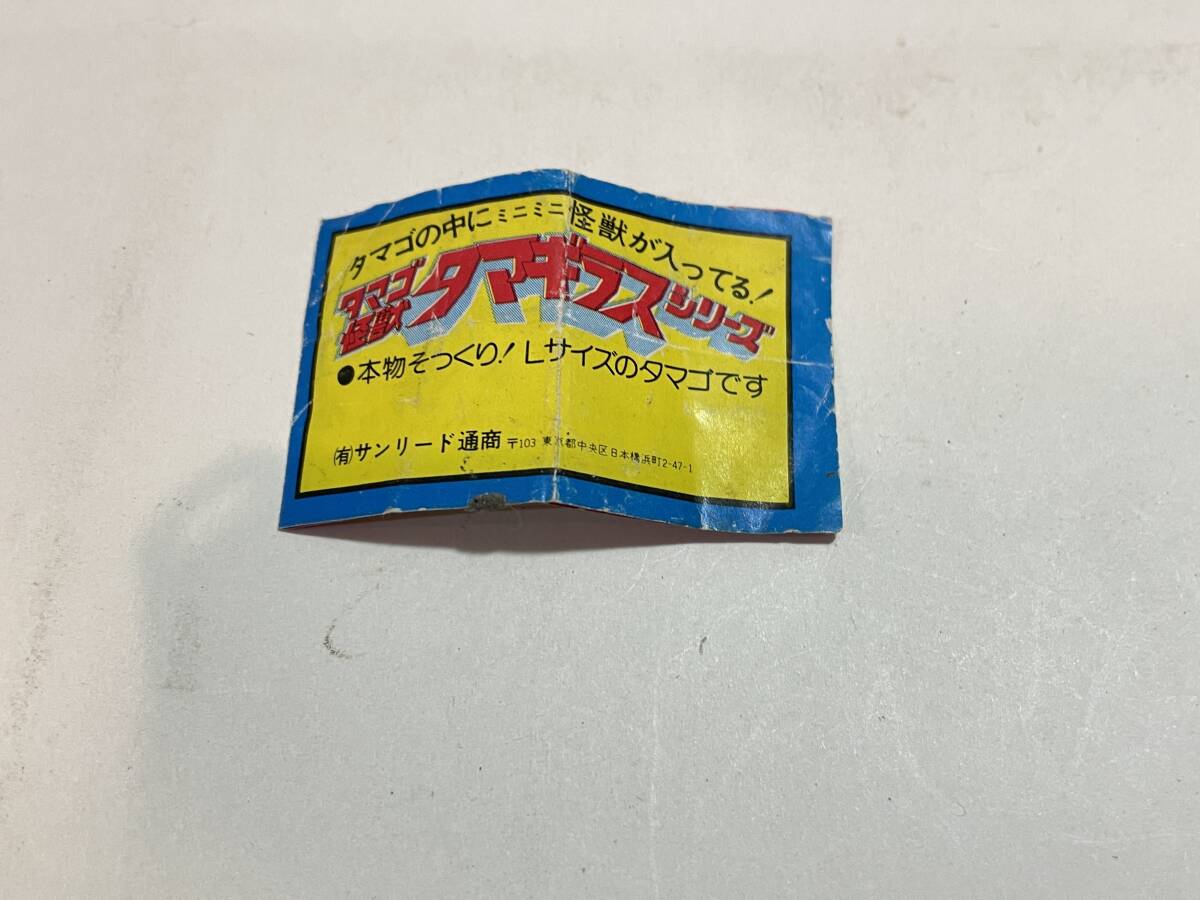 タマゴの中にミニミニ怪獣が入ってる!
タマゴ怪獣タマギラスシリーズ
●本物そっくり!Lサイズのタマゴです
(有)サンリード通商 〒103 東京都中央区日本橋浜町2-47-1